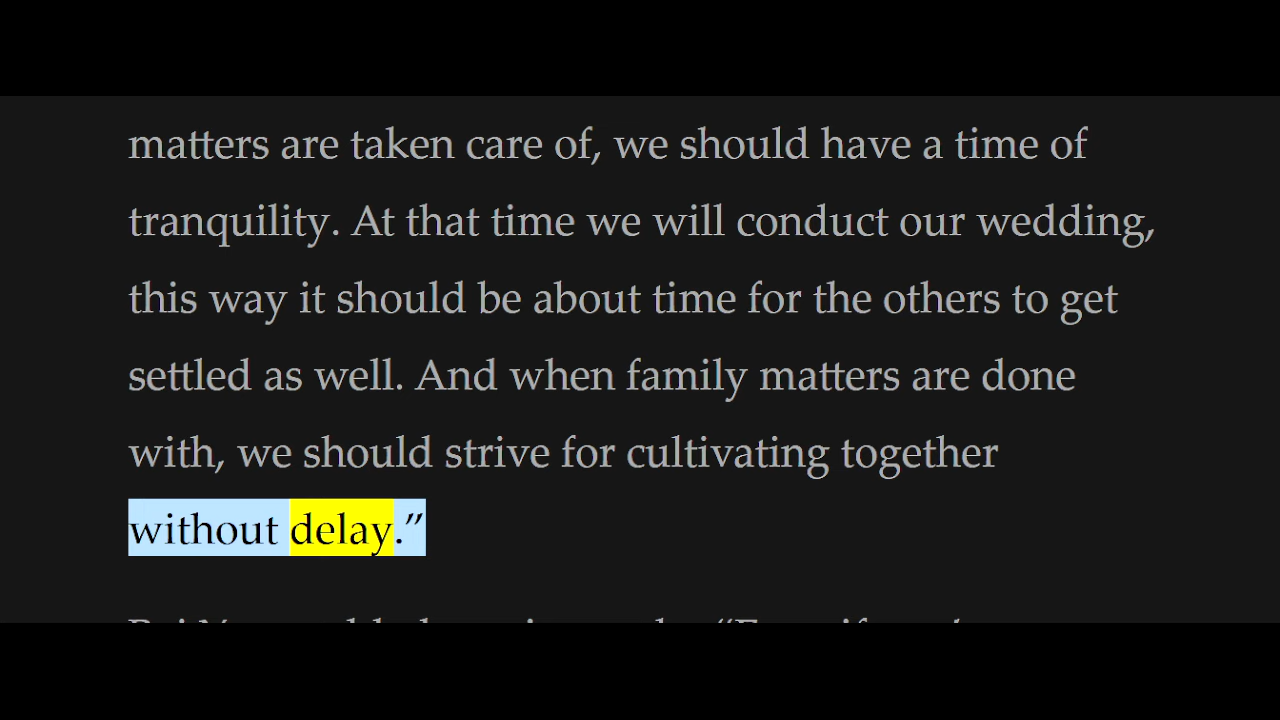 matters are taken care of, we should have a time of
tranquility. At that time we will conduct our wedding,
this way it should be about time for the others to get
settled as well. And when family matters are done
with, we should strive for cultivating together
without delay.”